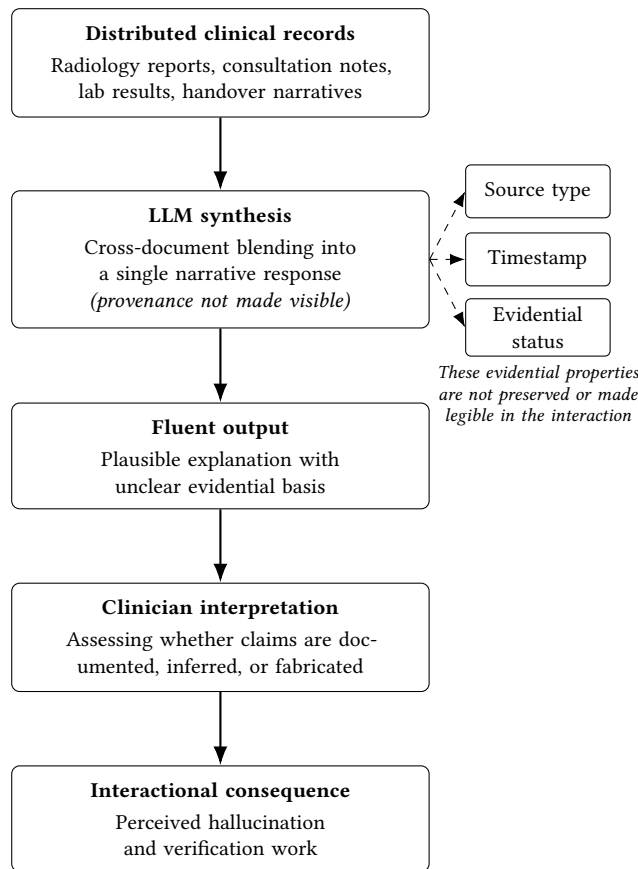 Distributed clinical records
Radiology reports, consultation notes,
lab results, handover narratives
LLM synthesis
Cross-document blending into
a single narrative response
(provenance not made visible)
Source type
Timestamp
Evidential
status
These evidential properties
are not preserved or made
legible in the interaction
Fluent output
Plausible explanation with
unclear evidential basis
Clinician interpretation
Assessing whether claims are doc-
umented, inferred, or fabricated
Interactional consequence
Perceived hallucination
and verification work